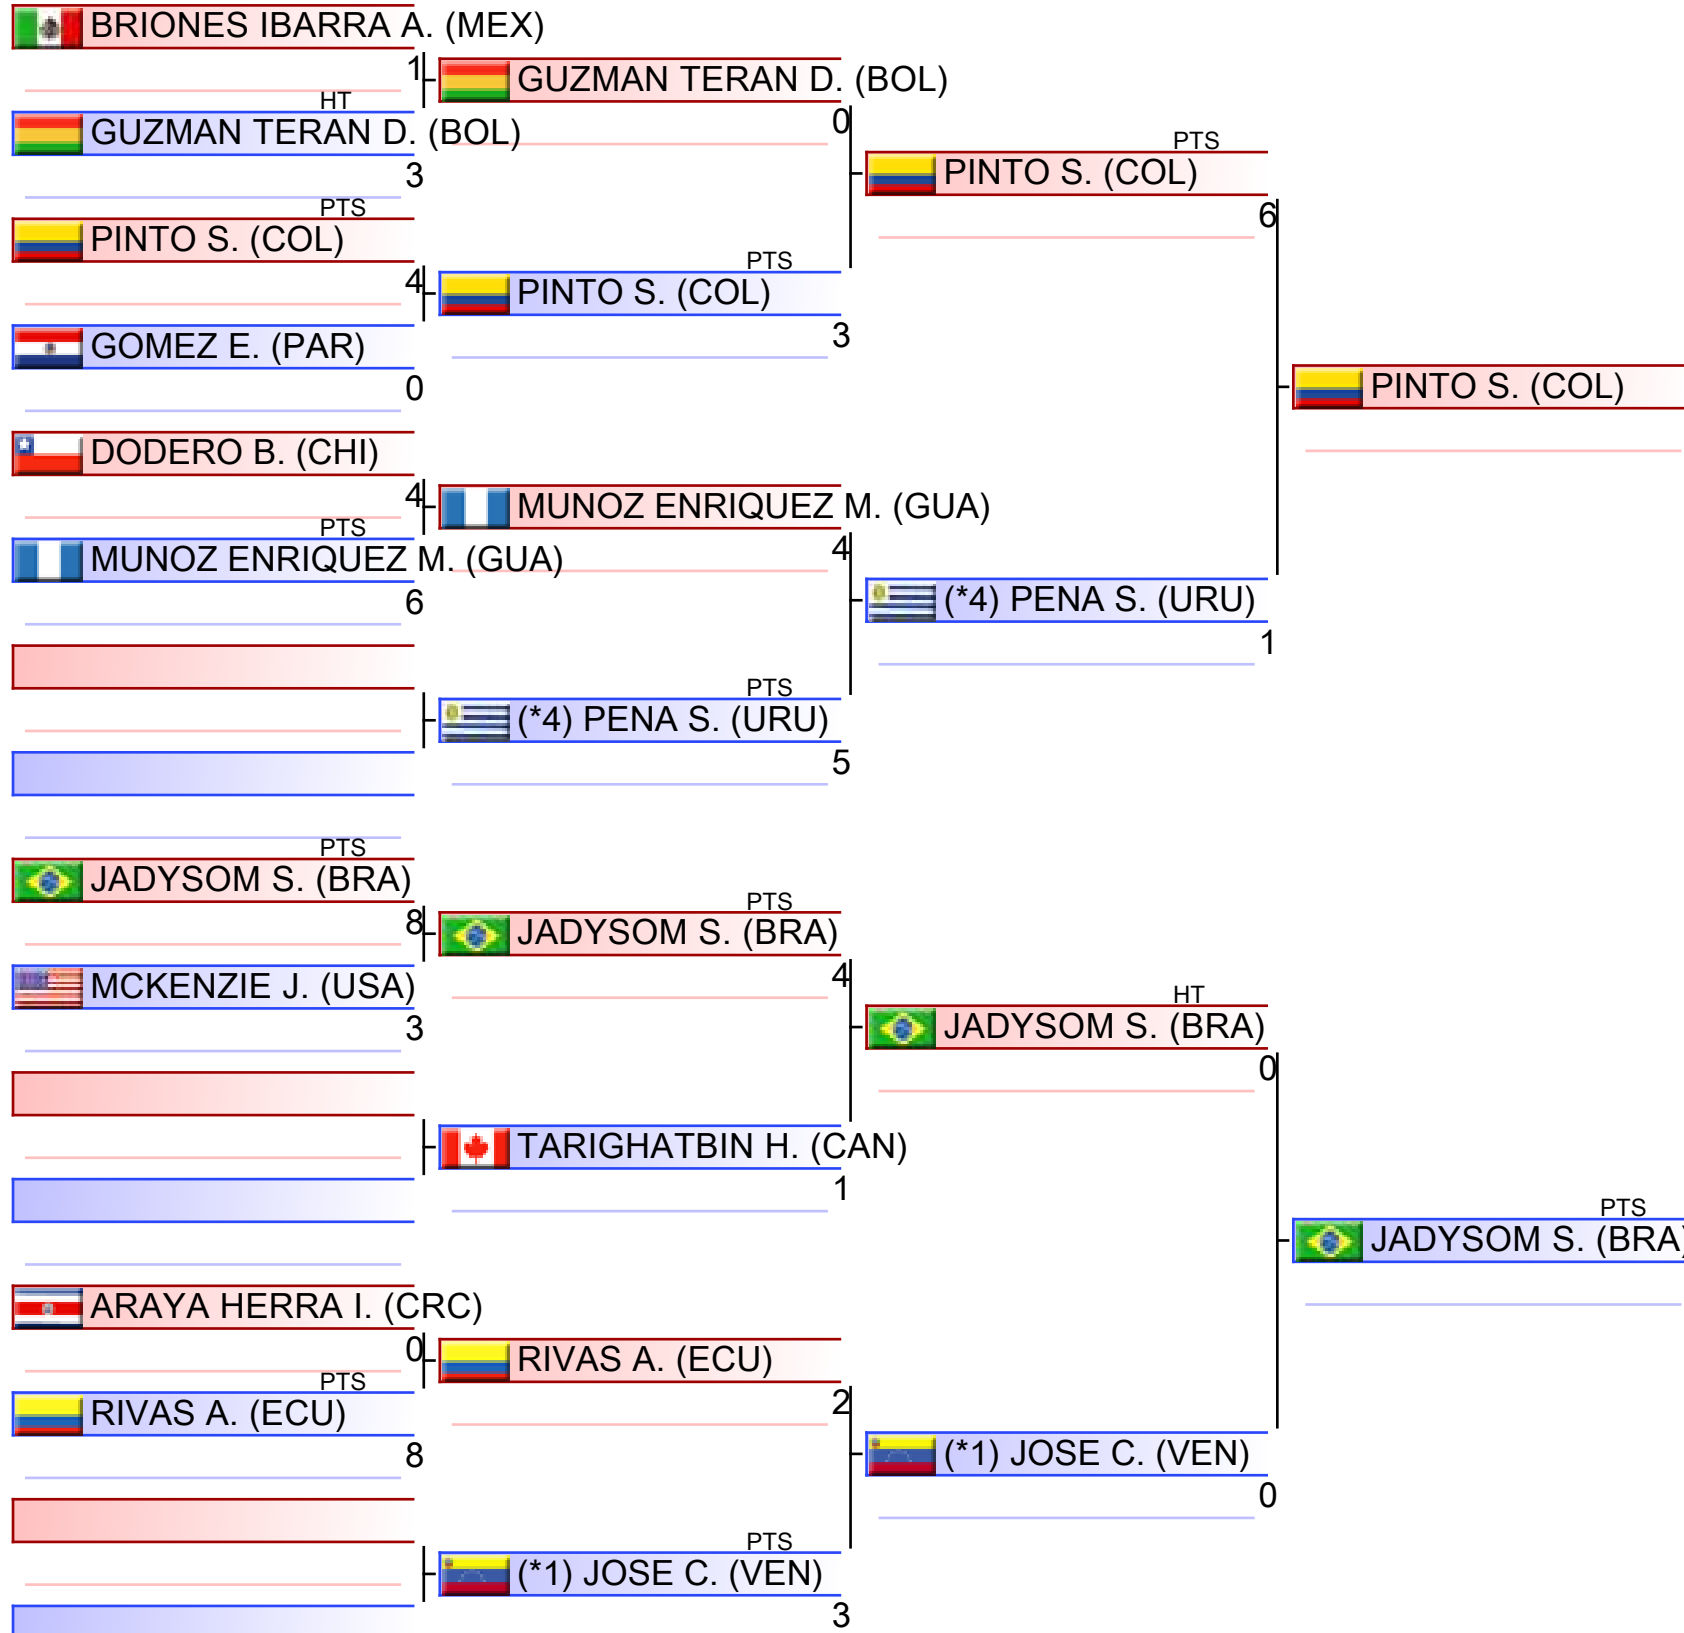 BRIONES IBARRA A. (MEX)
1
HT
GUZMAN TERAN D. (BOL)
3
PTS
PINTO S. (COL)
4
GOMEZ E. (PAR)
0
DODERO B. (CHI)
4
PTS
MUNOZ ENRIQUEZ M. (GUA)
6
PTS
JADYSOM S. (BRA)
8
MCKENZIE J. (USA)
3
ARAYA HERRA I. (CRC)
0
PTS
RIVAS A. (ECU)
8
GUZMAN TERAN D. (BOL)
0
PTS
PINTO S. (COL)
3
MUNOZ ENRIQUEZ M. (GUA)
4
PTS
(*4) PENA S. (URU)
5
PTS
JADYSOM S. (BRA)
4
TARIGHATBIN H. (CAN)
1
RIVAS A. (ECU)
2
PTS
(*1) JOSE C. (VEN)
3
PTS
PINTO S. (COL)
6
(*4) PENA S. (URU)
1
HT
JADYSOM S. (BRA)
0
(*1) JOSE C. (VEN)
0
PINTO S. (COL)
PTS
JADYSOM S. (BRA)